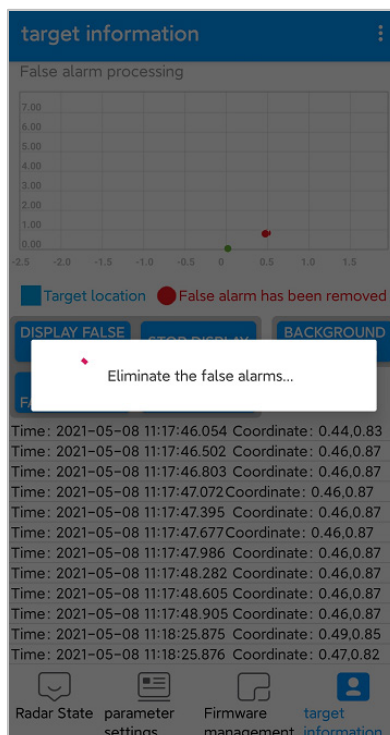 target information
False alarm processing
7.00
6.00
5.00
4.00
3.00
2.00
1.00
0.00
-2.5 -2.0 -1.5 -1.0 -0.5 0 0.5 1.0 1.5
Target location False alarm has been removed
DISPLAY FALSE STOP DISPLAY BACKGROUND
Eliminate the false alarms...
Time: 2021-05-08 11:17:46.054 Coordinate: 0.44,0.83
Time: 2021-05-08 11:17:46.502 Coordinate: 0.46,0.87
Time: 2021-05-08 11:17:46.803 Coordinate: 0.46,0.87
Time: 2021-05-08 11:17:47.072 Coordinate: 0.46,0.87
Time: 2021-05-08 11:17:47.395 Coordinate: 0.46,0.87
Time: 2021-05-08 11:17:47.677 Coordinate: 0.46,0.87
Time: 2021-05-08 11:17:47.986 Coordinate: 0.46,0.87
Time: 2021-05-08 11:17:48.282 Coordinate: 0.46,0.87
Time: 2021-05-08 11:17:48.605 Coordinate: 0.46,0.87
Time: 2021-05-08 11:17:48.905 Coordinate: 0.46,0.87
Time: 2021-05-08 11:18:25.875 Coordinate: 0.49,0.85
Time: 2021-05-08 11:18:25.876 Coordinate: 0.47,0.82
Radar State parameter Firmware target
settings management information